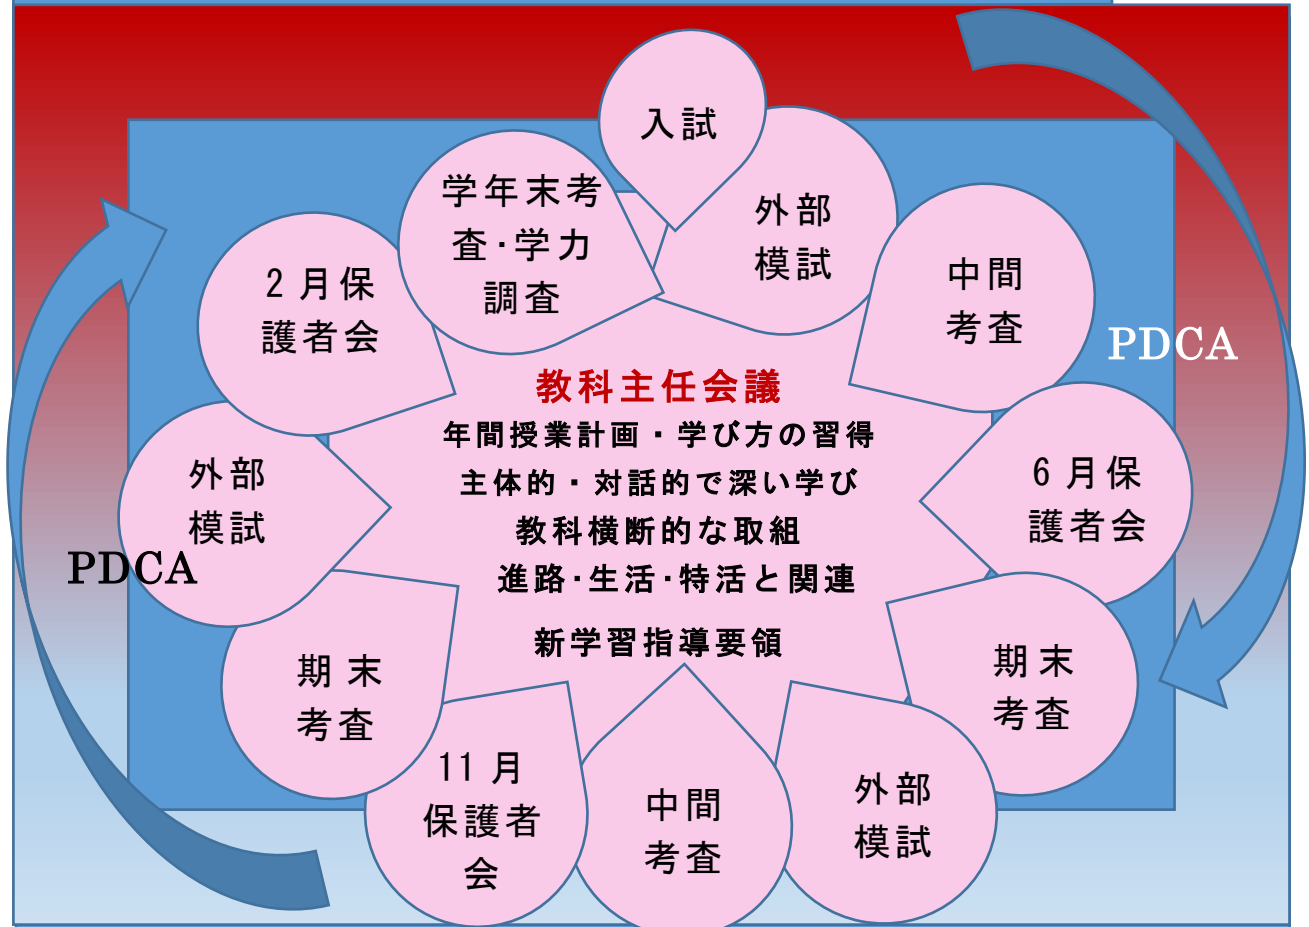 入試
外部
模試
中間
考査
PDCA
6 月保
護者会
期 末
考査
外部
模試
中間
考査
11 月
保護者
会
期 末
考査
PDCA
外部
模試
2 月保
護者会
学年末考
査・学力
調査
教科主任会議
年間授業計画・学び方の習得
主体的・対話的で深い学び
教科横断的な取組
進路・生活・特活と関連
新学習指導要領